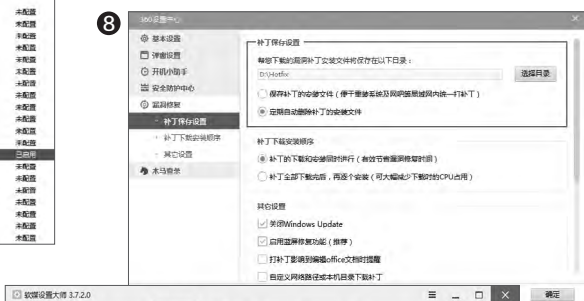 未配置
未配置
未配置
未配置
未配置
未配置
未配置
未配置
未配置
未配置
未配置
未配置
已启用
未配置
未配置
未配置
未配置
未配置
未配置
未配置
8
360设置中心
基本设置
弹窗设置
开机小助手
安全防护中心
漏洞修复
补丁保存设置
补丁下载安装顺序
其它设置
木马查杀
补丁保存设置
帮您下载的漏洞补丁安装文件将保存在以下目录：
D:\Hotfix
选择目录
保存补丁的安装文件（便于重装系统及网吧等局域网内统一打补丁）
定期自动删除补丁的安装文件
补丁下载安装顺序
补丁的下载和安装同时进行（有效节省漏洞修复时间）
补丁全部下载完后，再逐个安装（可大幅减少下载时的CPU占用）
其它设置
关闭Windows Update
启用蓝屏修复功能（推荐）
打补丁影响到编辑office文档时提醒
自定义网络路径或本机目录下载补丁
软媒设置大师 3.7.2.0
确定